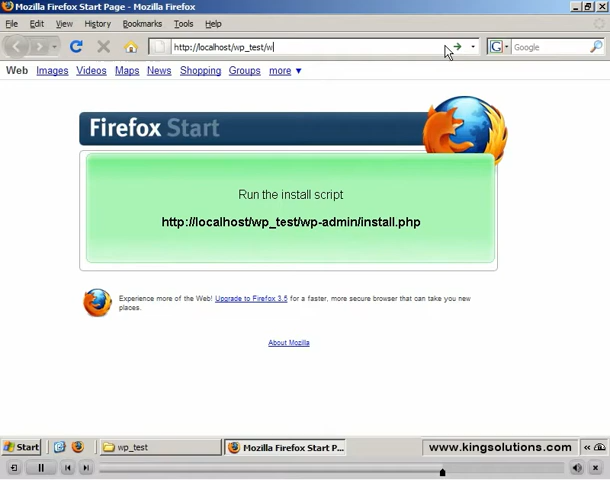 Mozilla Firefox Start Page - Mozilla Firefox
File Edit View History Bookmarks Tools Help
http://localhost/wp_test/w
G Google
Web Images Videos Maps News Shopping Groups more ▼
Firefox Start
Run the install script
http://localhost/wp_test/wp-admin/install.php
Experience more of the Web! Upgrade to Firefox 3.5 for a faster, more secure browser that can take you new
places.
About Mozilla
Start wp_test Mozilla Firefox Start P... www.kingsolutions.com «